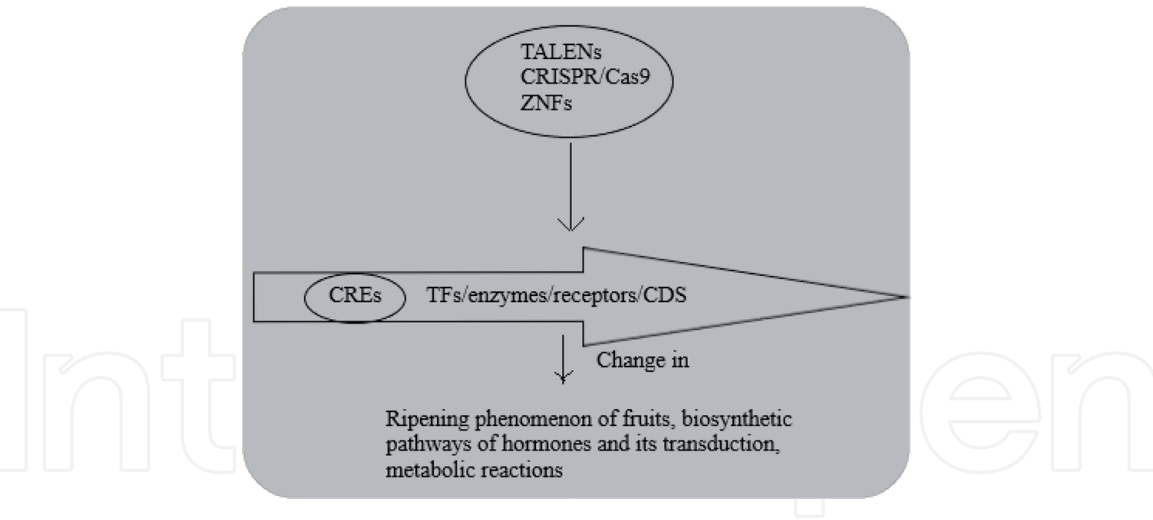 TALENs
CRISPR/Cas9
ZNFs
CREs
TFs/enzymes/receptors/CDS
Change in
Ripening phenomenon of fruits, biosynthetic
pathways of hormones and its transduction,
metabolic reactions